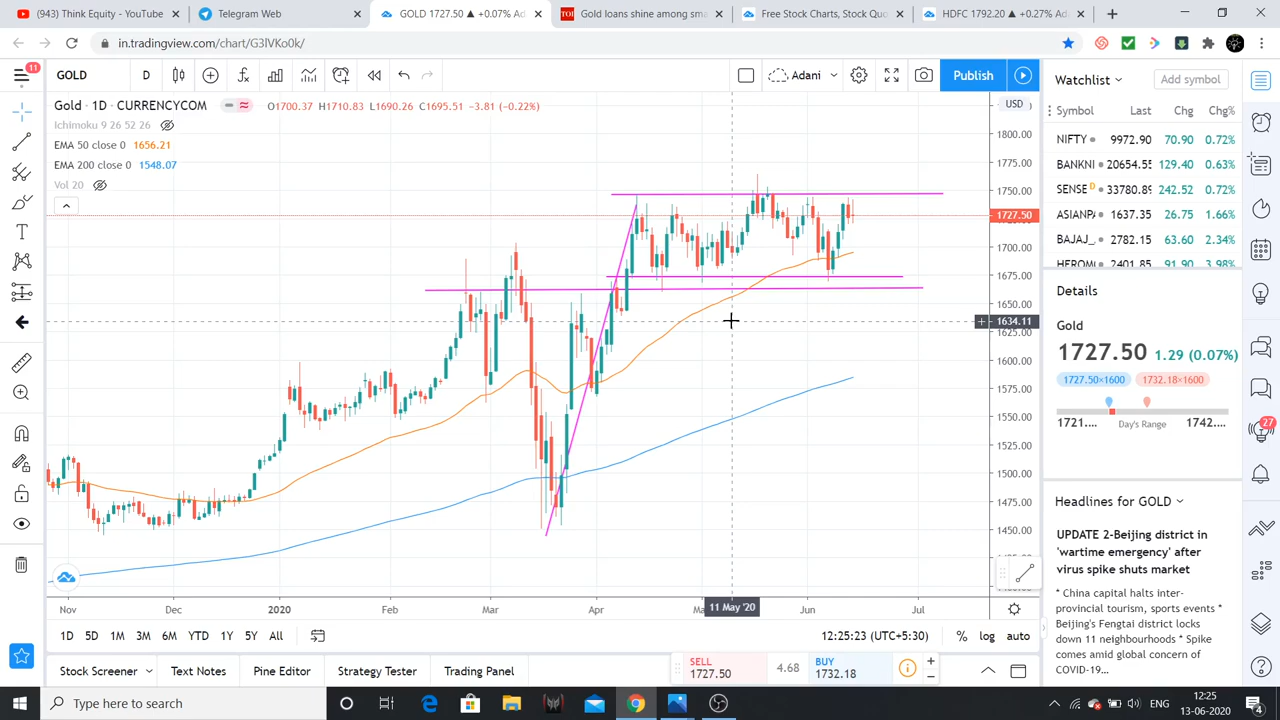 (943) Think Equity - YouTube
Telegram Web
GOLD 1727.50 ▲ +0.07% Adani
Gold loans shine among sm
Free Stock Charts, Stock Quo
HDFC 1792.20 ▲ +0.27% Ad
in.tradingview.com/chart/G3lVKo0k/
11
GOLD
D
Adani
Publish
Gold · 1D · CURRENCYCOM
O1700.37 H1710.83 L1690.26 C1695.51 −3.81 (−0.22%)
Ichimoku 9 26 52 26
EMA 50 close 0 1656.21
EMA 200 close 0 1548.07
Vol 20
USD
1800.00
1775.00
1750.00
1727.50
1700.00
1675.00
1650.00
1634.11
1625.00
1600.00
1575.00
1550.00
1525.00
1500.00
1475.00
1450.00
Nov
Dec
2020
Feb
Mar
Apr
11 May '20
Jun
Jul
1D 5D 1M 3M 6M YTD 1Y 5Y All
12:25:23 (UTC+5:30)
%
log
auto
Stock Screener
Text Notes
Pine Editor
Strategy Tester
Trading Panel
SELL
1727.50
4.68
BUY
1732.18
Watchlist
Add symbol
Symbol Last Chg Chg%
NIFTY 9972.90 70.90 0.72%
BANKNI 20654.55 129.40 0.63%
SENSE D 33780.89 242.52 0.72%
ASIANPA 1637.35 26.75 1.66%
BAJAJ_ 2782.15 63.60 2.34%
HEROM 2401.85 91.90 3.98%
Details
Gold
1727.50 1.29 (0.07%)
1727.50×1600
1732.18×1600
1721.... Day's Range 1742....
27
Headlines for GOLD
UPDATE 2-Beijing district in
'wartime emergency' after
virus spike shuts market
* China capital halts inter-
provincial tourism, sports events *
Beijing's Fengtai district locks
down 11 neighbourhoods * Spike
comes amid global concern of
COVID-19...
Type here to search
ENG
12:25
13-06-2020